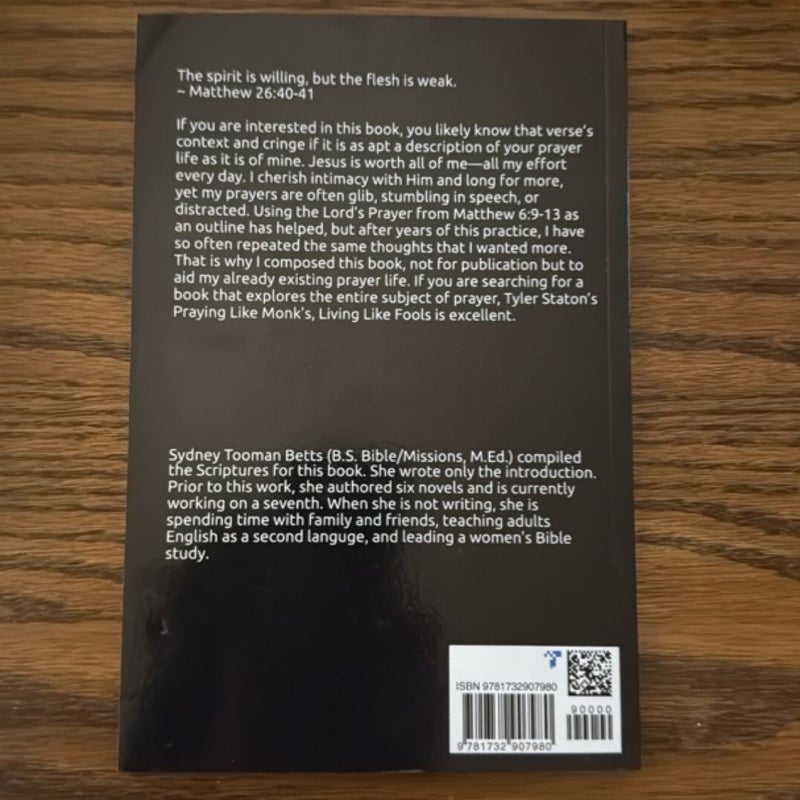 The spirit is willing, but the flesh is weak.
~ Matthew 26:40-41
If you are interested in this book, you likely know that verse's
context and cringe if it is as apt a description of your prayer
life as it is of mine. Jesus is worth all of me—all my effort
every day. I cherish intimacy with Him and long for more,
yet my prayers are often glib, stumbling in speech, or
distracted. Using the Lord's Prayer from Matthew 6:9-13 as
an outline has helped, but after years of this practice, I have
so often repeated the same thoughts that I wanted more.
That is why I composed this book, not for publication but to
aid my already existing prayer life. If you are searching for a
book that explores the entire subject of prayer, Tyler Staton's
Praying Like Monk's, Living Like Fools is excellent.
Sydney Tooman Betts (B.S. Bible/Missions, M.Ed.) compiled
the Scriptures for this book. She wrote only the introduction.
Prior to this work, she authored six novels and is currently
working on a seventh. When she is not writing, she is
spending time with family and friends, teaching adults
English as a second languge, and leading a women's Bible
study.
ISBN 9781732907980
90000
9781732 907980